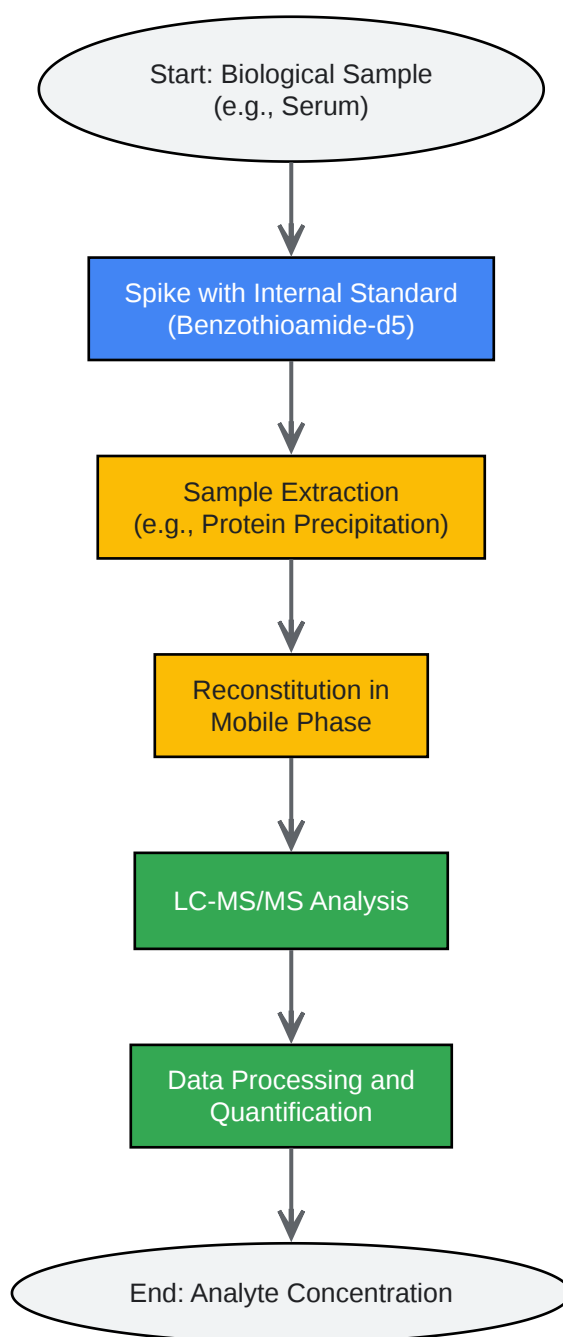 Start: Biological Sample
(e.g., Serum)
Spike with Internal Standard
(Benzothioamide-d5)
Sample Extraction
(e.g., Protein Precipitation)
Reconstitution in
Mobile Phase
LC-MS/MS Analysis
Data Processing and
Quantification
End: Analyte Concentration